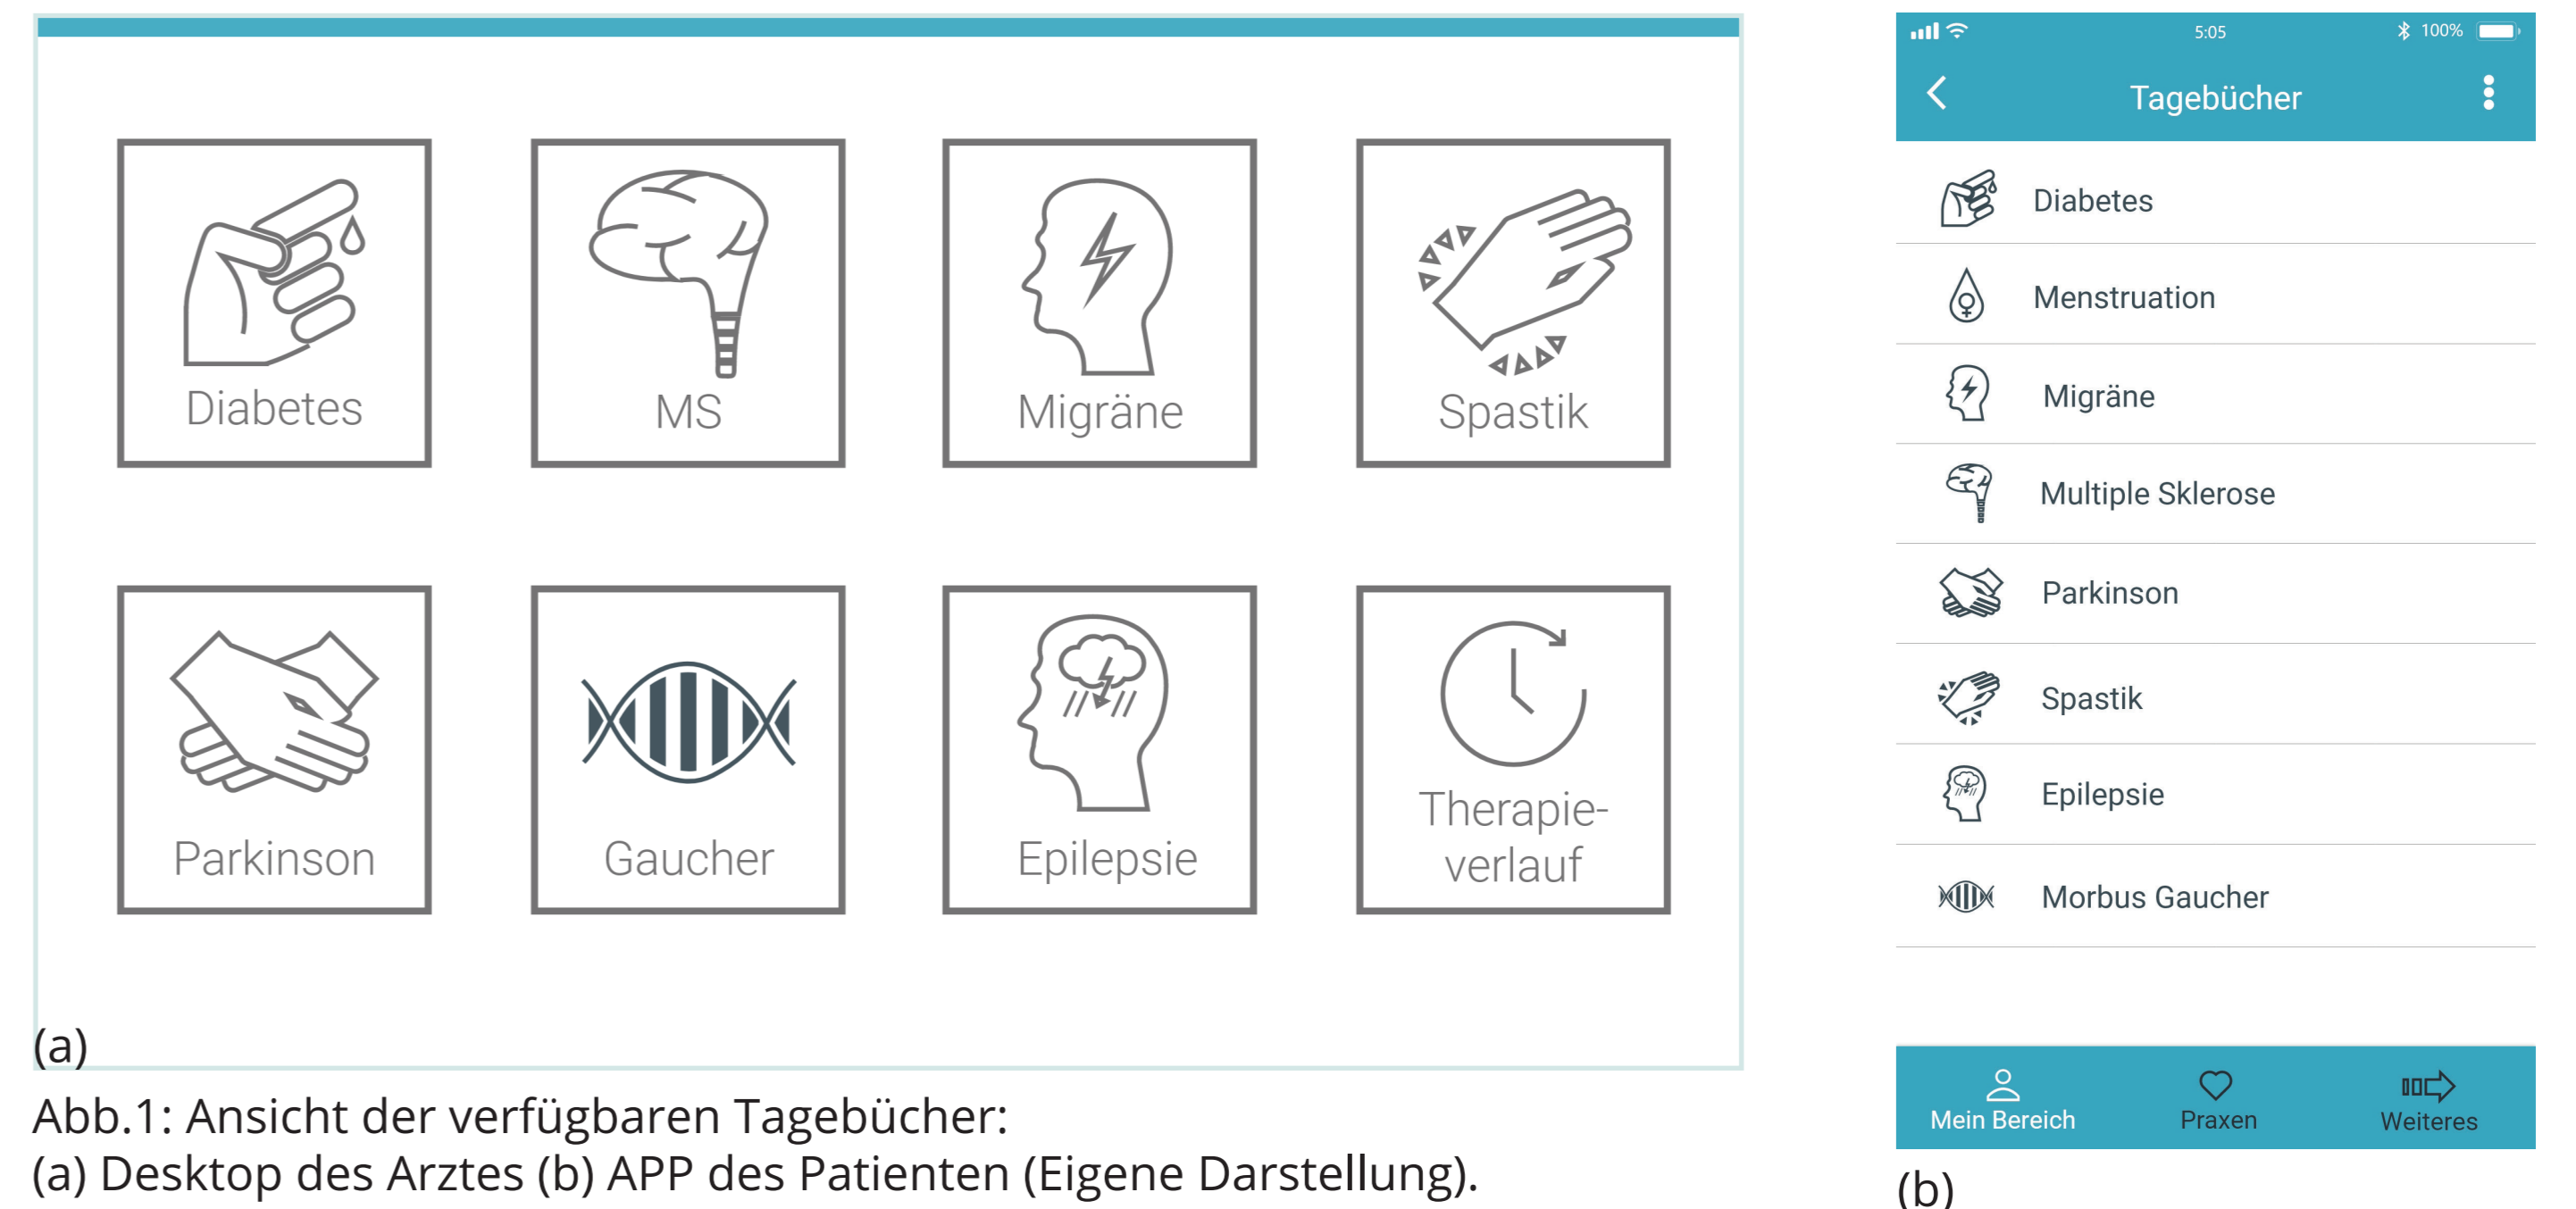 Diabetes
MS
Migräne
Spastik
Parkinson
Gaucher
Epilepsie
Therapie-
verlauf
(a)
Abb.1: Ansicht der verfügbaren Tagebücher:
(a) Desktop des Arztes (b) APP des Patienten (Eigene Darstellung).
5:05
100%
Tagebücher
Diabetes
Menstruation
Migräne
Multiple Sklerose
Parkinson
Spastik
Epilepsie
Morbus Gaucher
Mein Bereich
Praxen
Weiteres
(b)